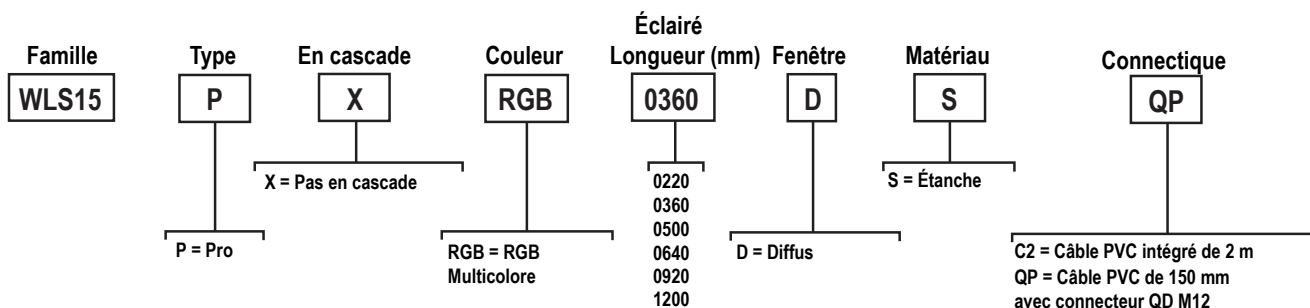 Famille
WLS15
Type
P
P = Pro
En cascade
X
X = Pas en cascade
Couleur
RGB
RGB = RGB
Multicolore
Éclairé
Longueur (mm)
0360
0220
0360
0500
0640
0920
1200
Fenêtre
D
D = Diffus
Matériau
S
S = Étanche
Connectique
QP
C2 = Câble PVC intégré de 2 m
QP = Câble PVC de 150 mm
avec connecteur QD M12